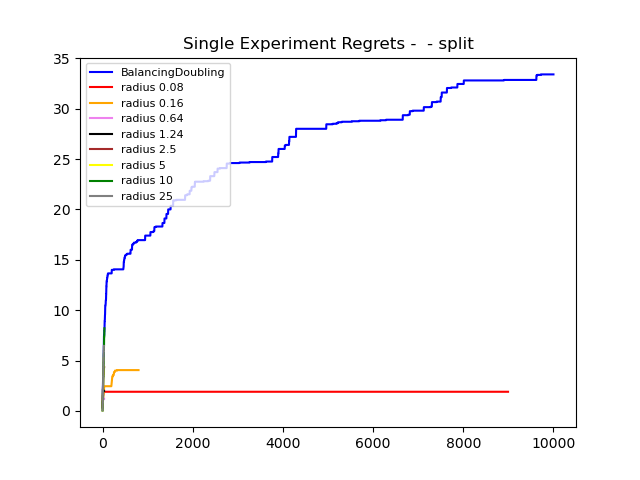 Single Experiment Regrets -  - split
BalancingDoubling
radius 0.08
radius 0.16
radius 0.64
radius 1.24
radius 2.5
radius 5
radius 10
radius 25
35
30
25
20
15
10
5
0
0 2000 4000 6000 8000 10000